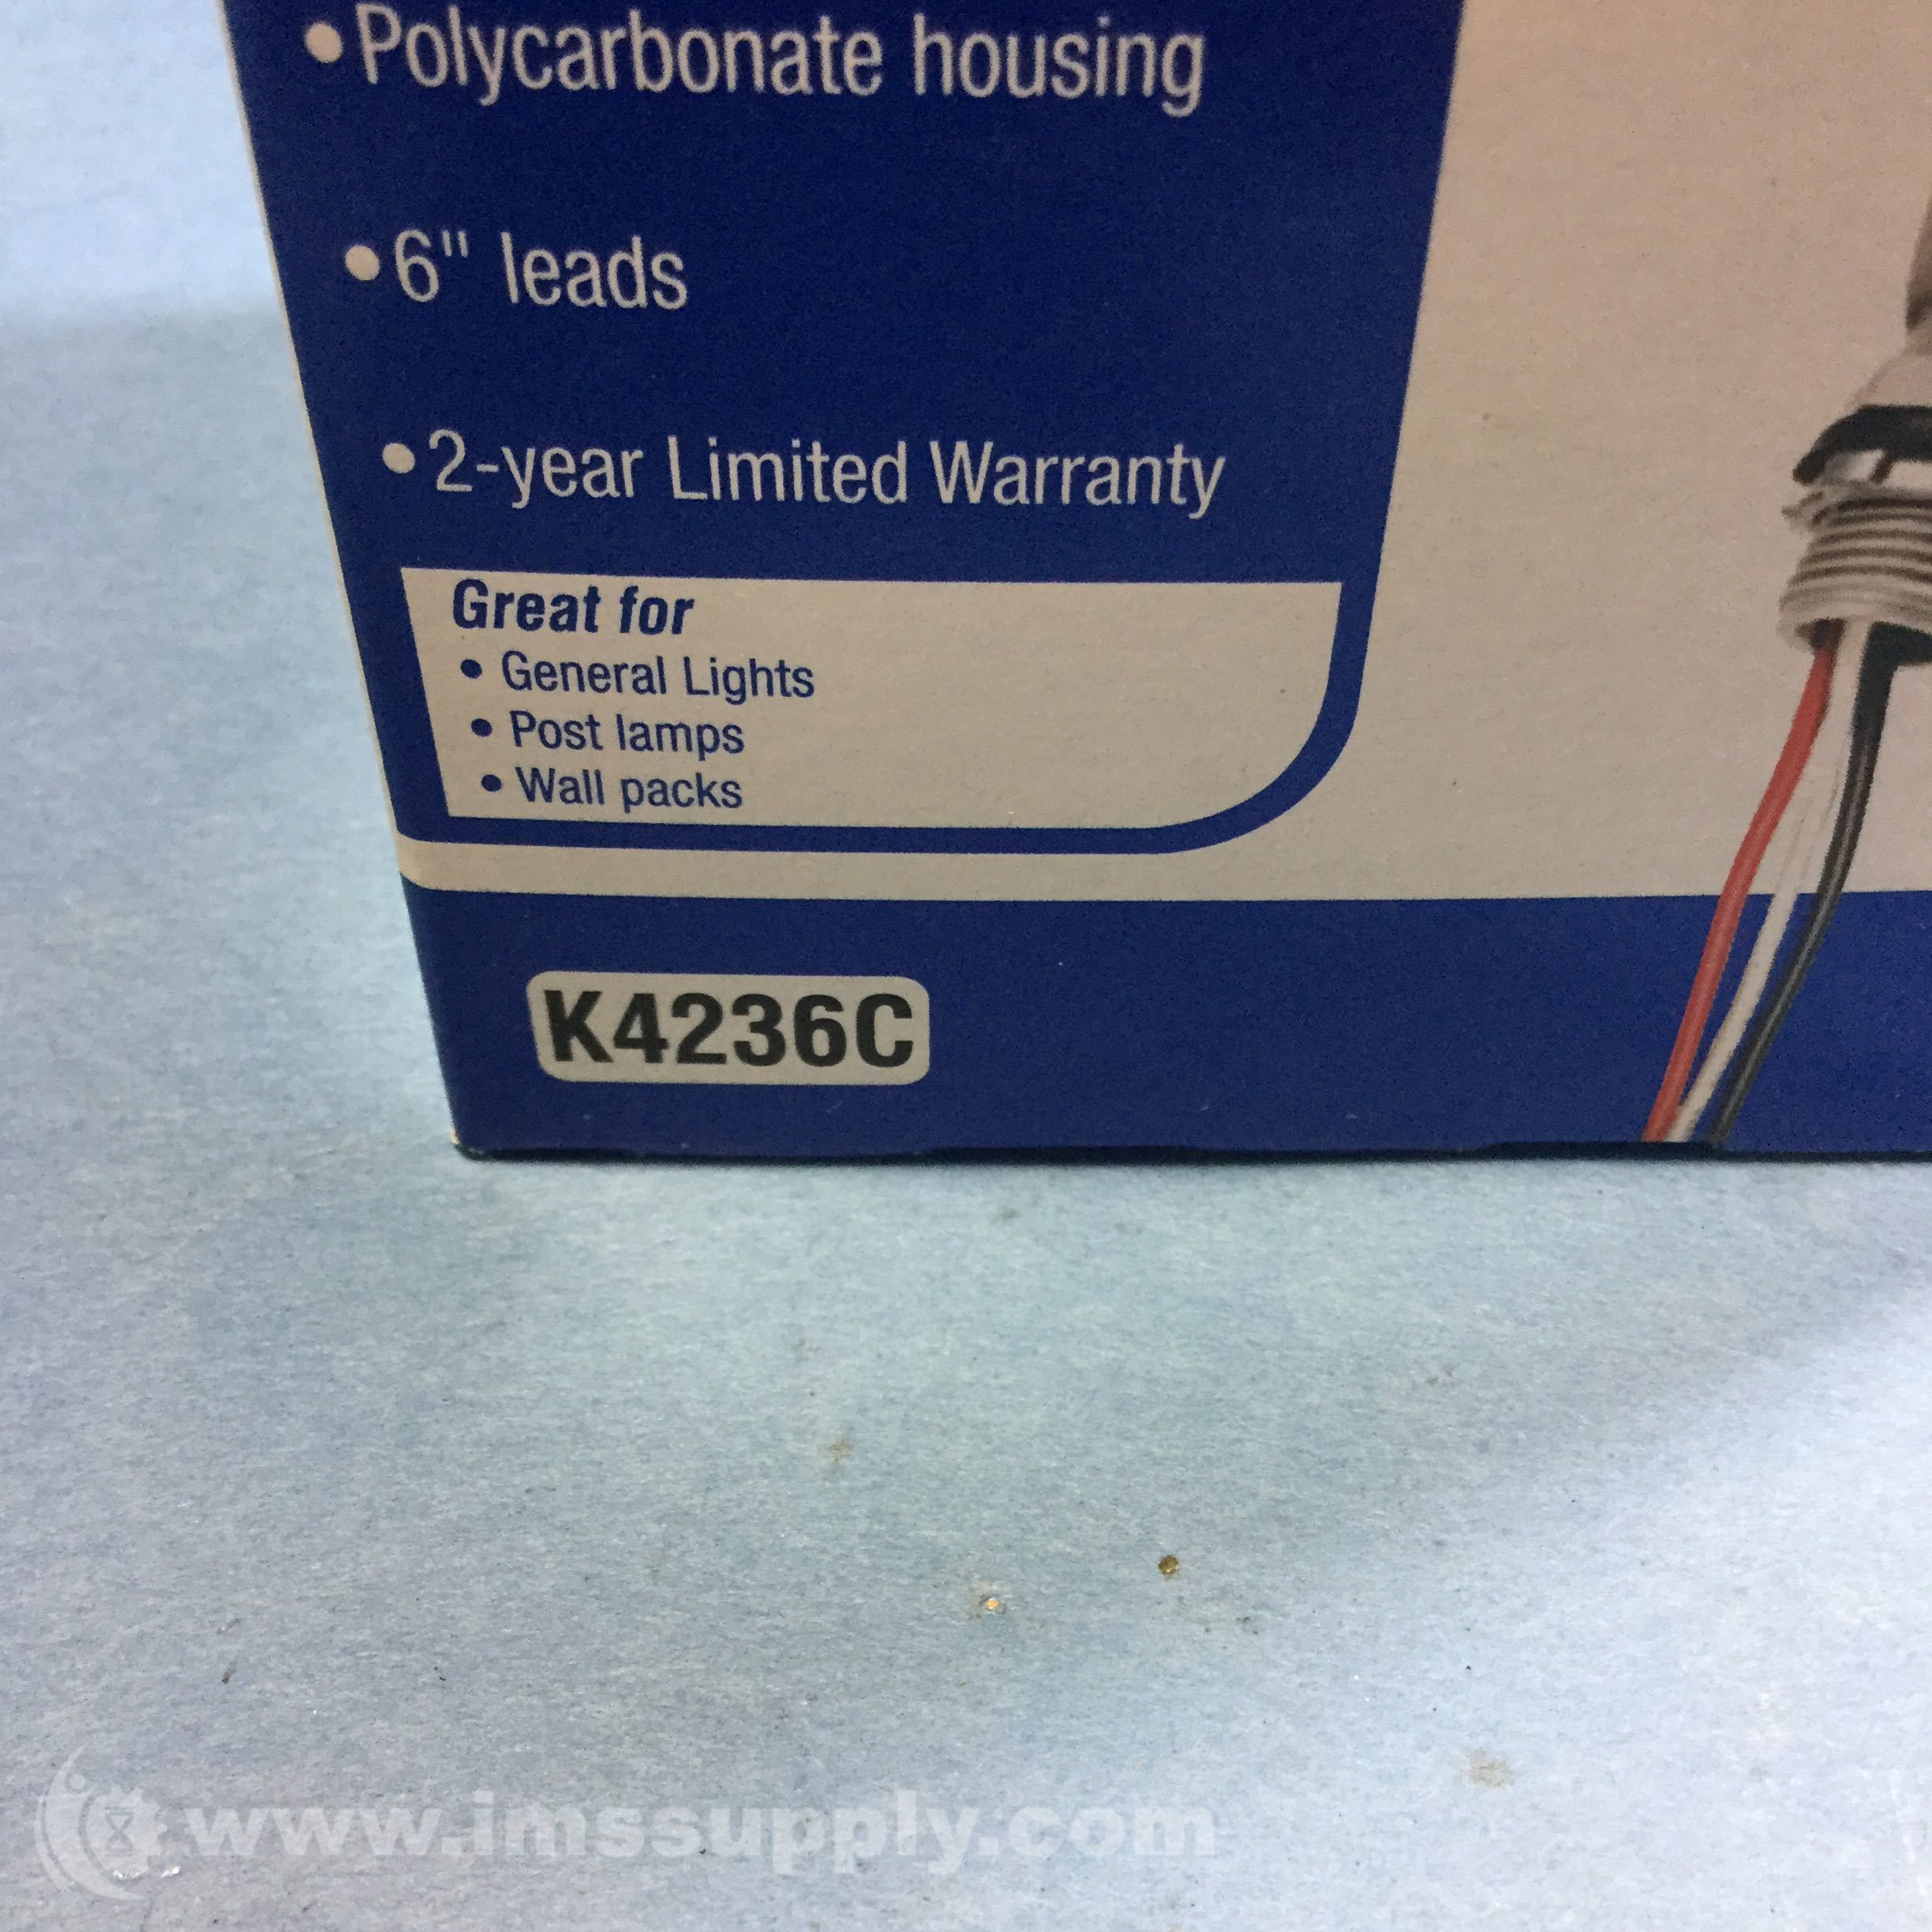 •Polycarbonate housing
•6" leads
•2-year Limited Warranty
Great for
• General Lights
• Post lamps
• Wall packs
K4236C
www.imssupply.com